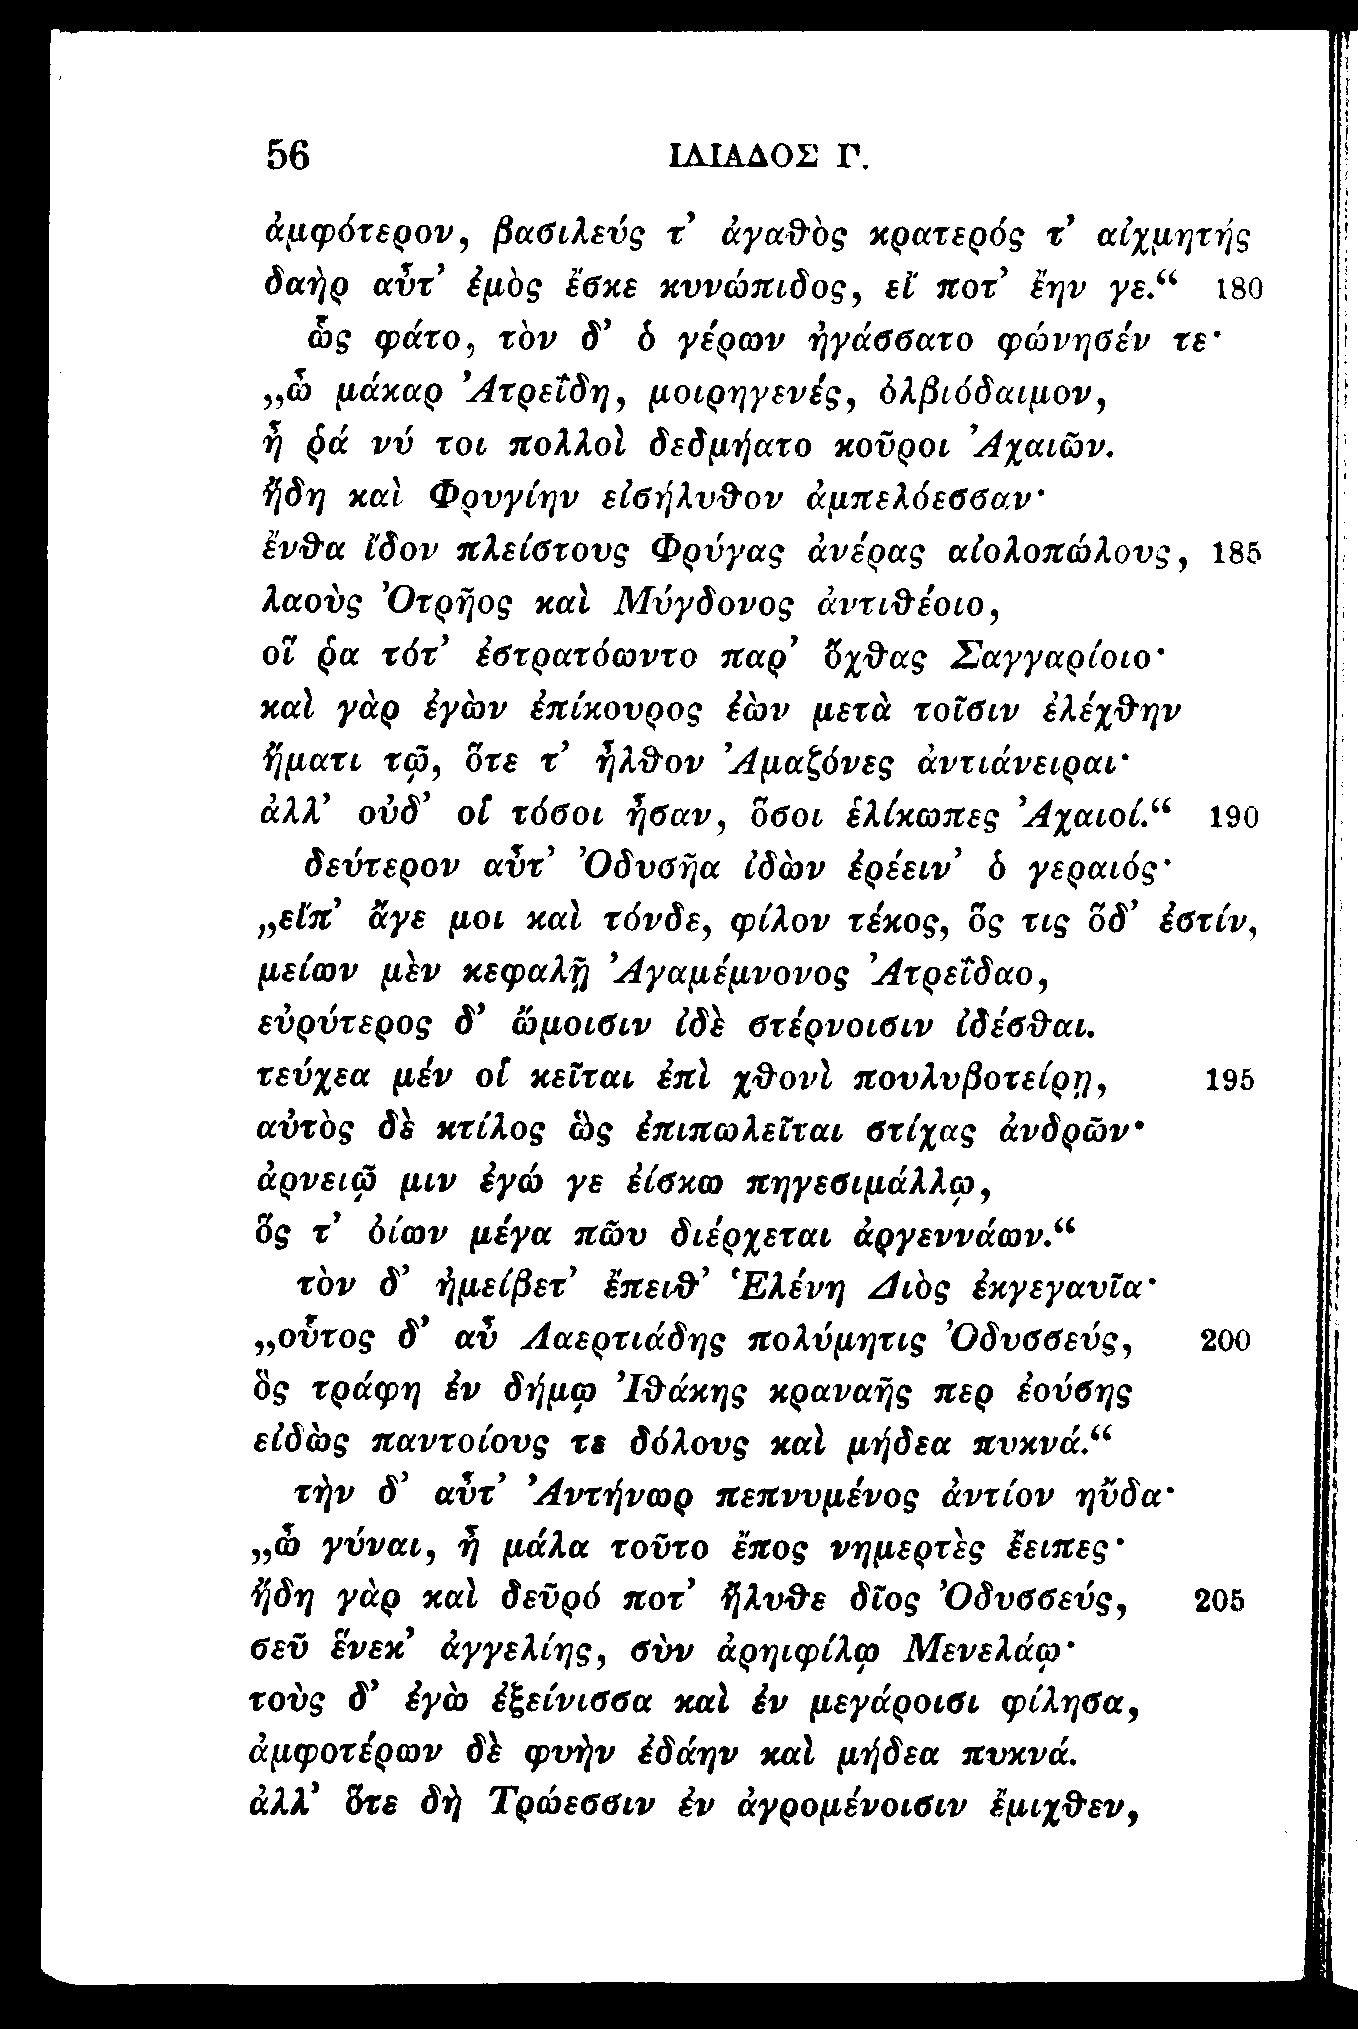 56 ΙΛΙΑΔΟΣ Γ.
ἀμφότερον, βασιλεύς τ’ ἀγαθὸς κρατερός τ’ αἰχμητής
δαὴρ αὖτ’ ἐμὸς ἔσκε κυνώπιδος, εἴ ποτ’ ἔην γε.“ 180
ὣς φάτο, τὸν δ’ ὁ γέρων ἠγάσσατο φώνησέν τε·
„ὦ μάκαρ Ἀτρεΐδη, μοιρηγενές, ὀλβιόδαιμον,
ἦ ῥά νύ τοι πολλοὶ δεδμήατο κοῦροι Ἀχαιῶν.
ἤδη καὶ Φρυγίην εἰσήλυθον ἀμπελόεσσαν·
ἔνθα ἴδον πλείστους Φρύγας ἀνέρας αἰολοπώλους, 185
λαοὺς Ὀτρῆος καὶ Μύγδονος ἀντιθέοιο,
οἵ ῥα τότ’ ἐστρατόωντο παρ’ ὄχθας Σαγγαρίοιο·
καὶ γὰρ ἐγὼν ἐπίκουρος ἐὼν μετὰ τοῖσιν ἐλέχθην
ἤματι τῷ, ὅτε τ’ ἦλθον Ἀμαζόνες ἀντιάνειραι·
ἀλλ’ οὐδ’ οἳ τόσοι ἦσαν, ὅσοι ἑλίκωπες Ἀχαιοί.“ 190
δεύτερον αὖτ’ Ὀδυσῆα ἰδὼν ἐρέειν’ ὁ γεραιός·
„εἴπ’ ἄγε μοι καὶ τόνδε, φίλον τέκος, ὅς τις ὅδ’ ἐστίν,
μείων μὲν κεφαλῇ Ἀγαμέμνονος Ἀτρεΐδαο,
εὐρύτερος δ’ ὤμοισιν ἰδὲ στέρνοισιν ἰδέσθαι.
τεύχεα μέν οἱ κεῖται ἐπὶ χθονὶ πουλυβοτείρῃ, 195
αὐτὸς δὲ κτίλος ὣς ἐπιπωλεῖται στίχας ἀνδρῶν·
ἀρνειῷ μιν ἐγώ γε ἐίσκω πηγεσιμάλλῳ,
ὅς τ’ ὀίων μέγα πῶυ διέρχεται ἀργεννάων.“
τὸν δ’ ἠμείβετ’ ἔπειθ’ Ἑλένη Διὸς ἐκγεγαυῖα·
„οὗτος δ’ αὖ Λαερτιάδης πολύμητις Ὀδυσσεύς, 200
ὃς τράφη ἐν δήμῳ Ἰθάκης κραναῆς περ ἐούσης
εἰδὼς παντοίους τε δόλους καὶ μήδεα πυκνά.“
τὴν δ’ αὖτ’ Ἀντήνωρ πεπνυμένος ἀντίον ηὔδα·
„ὦ γύναι, ἦ μάλα τοῦτο ἔπος νημερτὲς ἔειπες·
ἤδη γὰρ καὶ δεῦρό ποτ’ ἤλυθε δῖος Ὀδυσσεύς, 205
σεῦ ἕνεκ’ ἀγγελίης, σὺν ἀρηιφίλῳ Μενελάῳ·
τοὺς δ’ ἐγὼ ἐξείνισσα καὶ ἐν μεγάροισι φίλησα,
ἀμφοτέρων δὲ φυὴν ἐδάην καὶ μήδεα πυκνά.
ἀλλ’ ὅτε δὴ Τρώεσσιν ἐν ἀγρομένοισιν ἔμιχθεν,